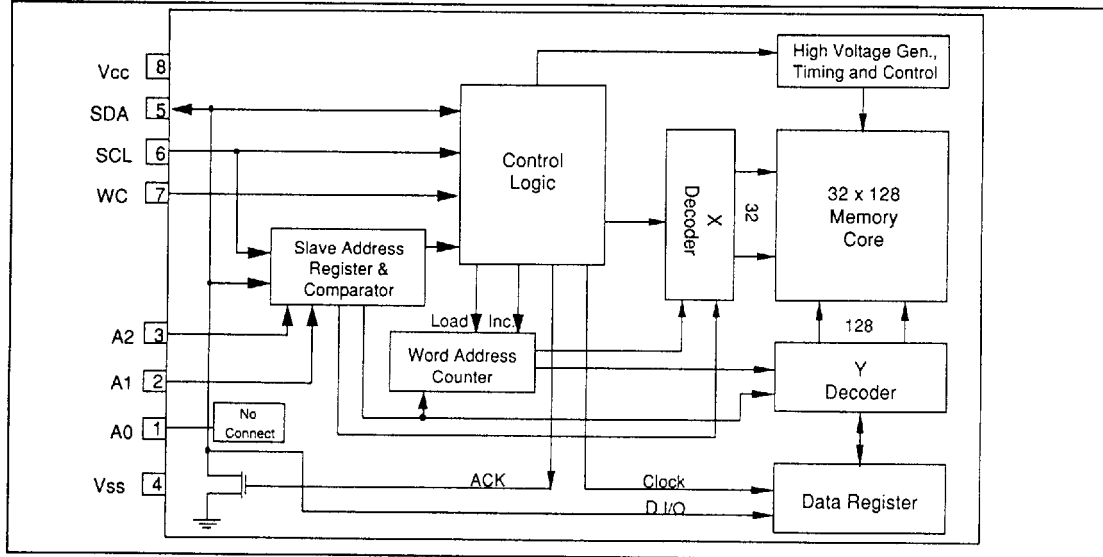 High Voltage Gen.,
Timing and Control
Vcc 8
SDA 5
SCL 6
WC 7
Control
Logic
X
Decoder
32
32 x 128
Memory
Core
Slave Address
Register &
Comparator
A2 3
Load Inc.
128
Word Address
Counter
Y
Decoder
A1 2
A0 1
No
Connect
Vss 4
ACK
Clock
D I/O
Data Register